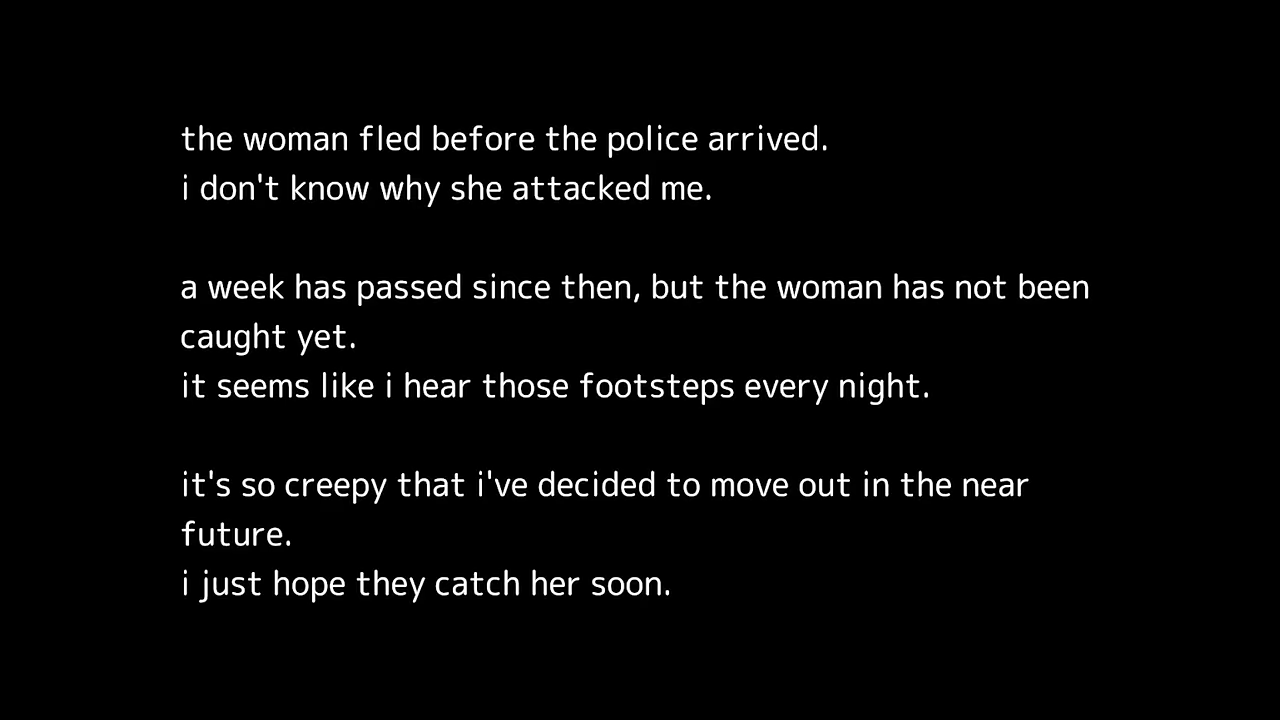 the woman fled before the police arrived.
i don't know why she attacked me.
a week has passed since then, but the woman has not been
caught yet.
it seems like i hear those footsteps every night.
it's so creepy that i've decided to move out in the near
future.
i just hope they catch her soon.